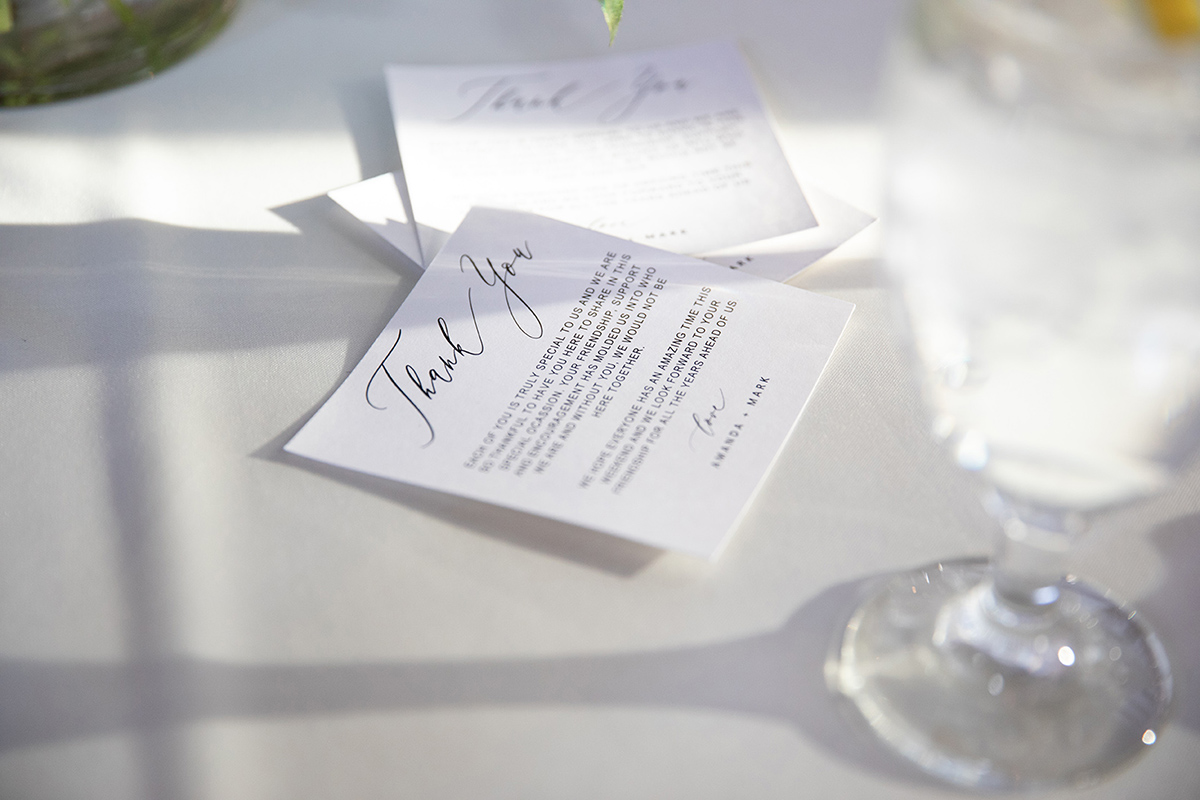 Thank You
Thank You
EACH OF YOU IS TRULY SPECIAL TO US AND WE ARE
SO THANKFUL TO HAVE YOU HERE TO SHARE IN THIS
SPECIAL OCASSION. YOUR FRIENDSHIP, SUPPORT
AND ENCOURAGEMENT HAS MOLDED US INTO WHO
WE ARE AND WITHOUT YOU, WE WOULD NOT BE
HERE TOGETHER.
WE HOPE EVERYONE HAS AN AMAZING TIME THIS
WEEKEND AND WE LOOK FORWARD TO YOUR
FRIENDSHIP FOR ALL THE YEARS AHEAD OF US
love
AMANDA + MARK